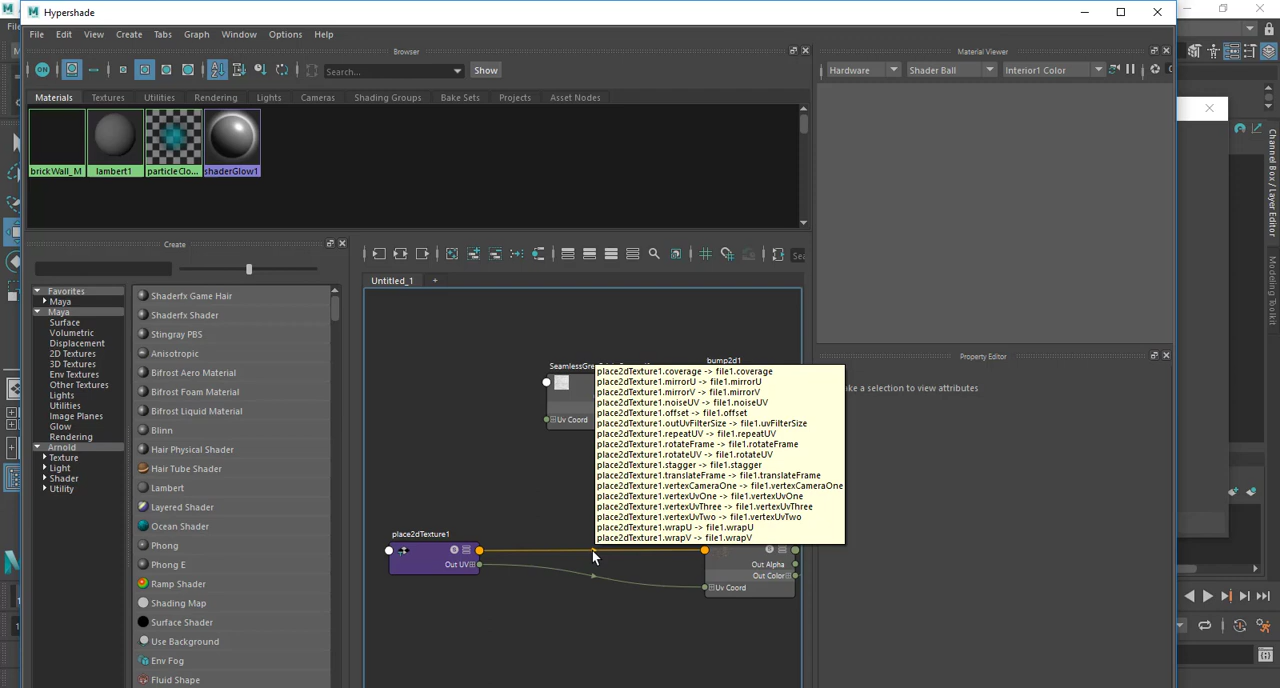 Hypershade
File Edit View Create Tabs Graph Window Options Help
Browser
Material Viewer
ON
Search...
Show
Hardware
Shader Ball
Interior1 Color
Materials Textures Utilities Rendering Lights Cameras Shading Groups Bake Sets Projects Asset Nodes
brickWall_M lambert1 particleClo... shaderGlow1
Channel Box / Layer Editor
Modeling Toolkit
Create
Untitled_1 +
Favorites
Maya
Maya
Surface
Volumetric
Displacement
2D Textures
3D Textures
Env Textures
Other Textures
Lights
Utilities
Image Planes
Glow
Rendering
Arnold
Texture
Light
Shader
Utility
Shaderfx Game Hair
Shaderfx Shader
Stingray PBS
Anisotropic
Bifrost Aero Material
Bifrost Foam Material
Bifrost Liquid Material
Blinn
Hair Physical Shader
Hair Tube Shader
Lambert
Layered Shader
Ocean Shader
Phong
Phong E
Ramp Shader
Shading Map
Surface Shader
Use Background
Env Fog
Fluid Shape
bump2d1
Uv Coord
place2dTexture1.coverage -> file1.coverage
place2dTexture1.mirrorU -> file1.mirrorU
place2dTexture1.mirrorV -> file1.mirrorV
place2dTexture1.noiseUV -> file1.noiseUV
place2dTexture1.offset -> file1.offset
place2dTexture1.outUvFilterSize -> file1.uvFilterSize
place2dTexture1.repeatUV -> file1.repeatUV
place2dTexture1.rotateFrame -> file1.rotateFrame
place2dTexture1.rotateUV -> file1.rotateUV
place2dTexture1.stagger -> file1.stagger
place2dTexture1.translateFrame -> file1.translateFrame
place2dTexture1.vertexCameraOne -> file1.vertexCameraOne
place2dTexture1.vertexUvOne -> file1.vertexUvOne
place2dTexture1.vertexUvThree -> file1.vertexUvThree
place2dTexture1.vertexUvTwo -> file1.vertexUvTwo
place2dTexture1.wrapU -> file1.wrapU
place2dTexture1.wrapV -> file1.wrapV
place2dTexture1
Out UV
Out Alpha
Out Color
Uv Coord
Property Editor
ake a selection to view attributes